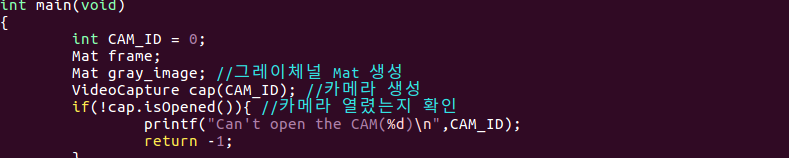 int main(void)
{
int CAM_ID = 0;
Mat frame;
Mat gray_image; //그레이체널 Mat 생성
VideoCapture cap(CAM_ID); //카메라 생성
if(!cap.isOpened()){ //카메라 열렸는지 확인
printf("Can't open the CAM(%d)\n",CAM_ID);
return -1;
}